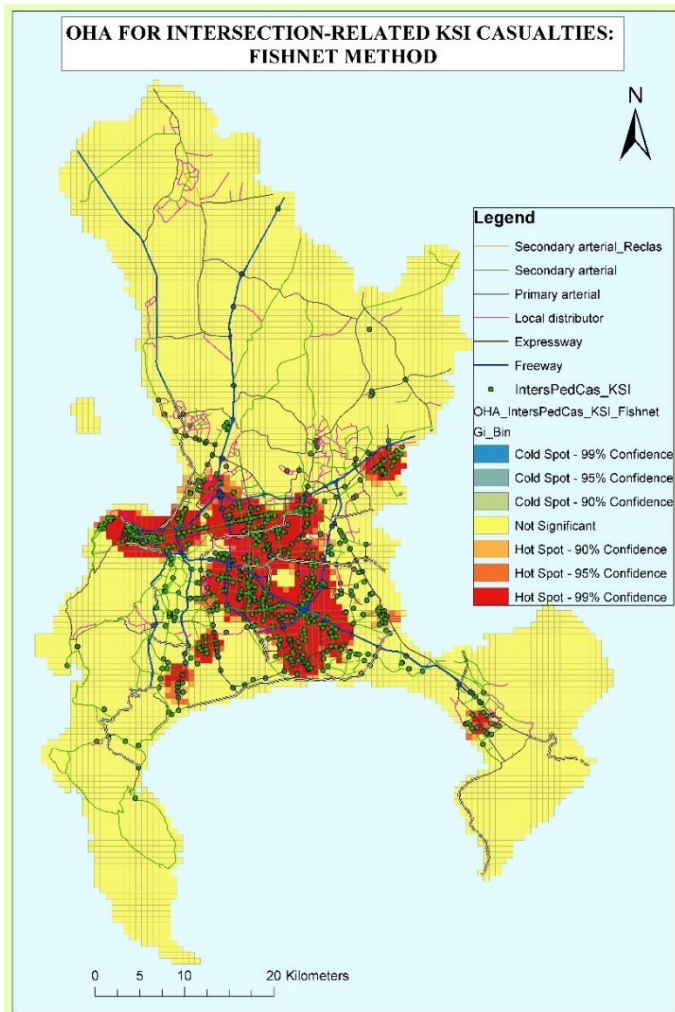 OHA FOR INTERSECTION-RELATED KSI CASUALTIES:
FISHNET METHOD
N
Legend
Secondary arterial_Reclas
Secondary arterial
Primary arterial
Local distributor
Expressway
Freeway
IntersPedCas_KSI
OHA_IntersPedCas_KSI_Fishnet
Gi_Bin
Cold Spot - 99% Confidence
Cold Spot - 95% Confidence
Cold Spot - 90% Confidence
Not Significant
Hot Spot - 90% Confidence
Hot Spot - 95% Confidence
Hot Spot - 99% Confidence
0 5 10 20 Kilometers